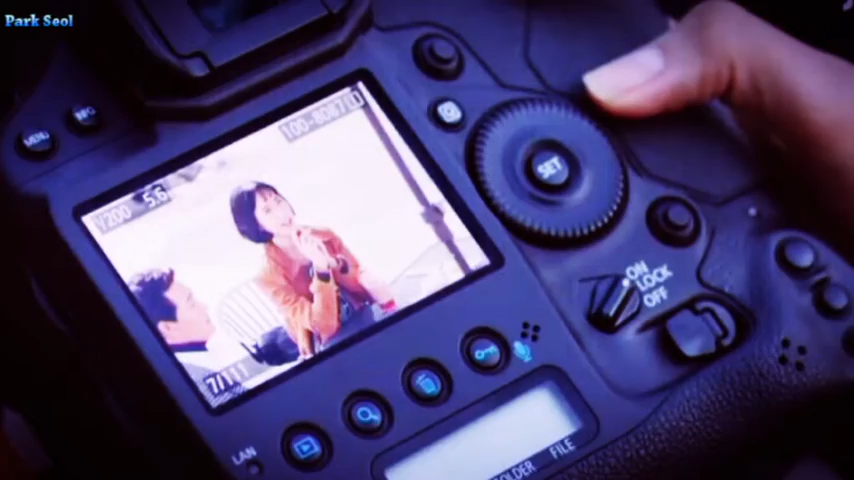 Park Seol
MENU
INFO
1/200 5.6
100-8087
7/111
SET
ON
LOCK
OFF
LAN
FOLDER FILE